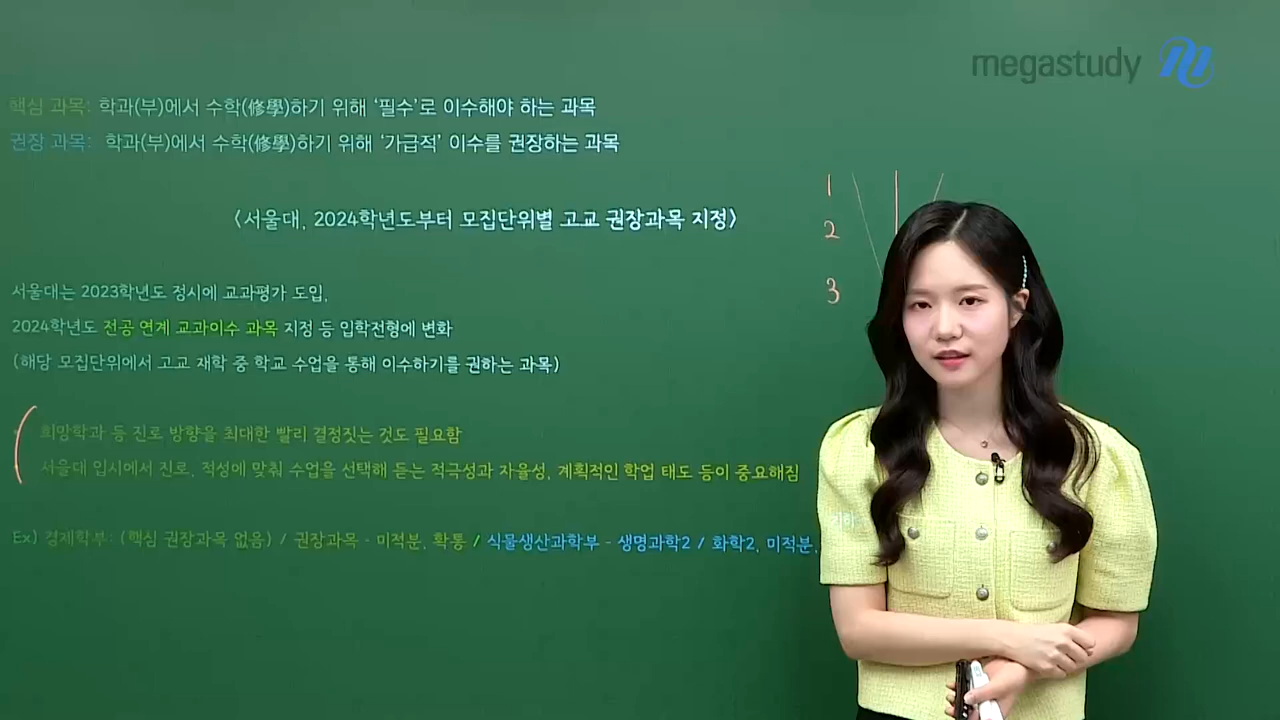 megastudy
핵심 과목: 학과(부)에서 수학(修學)하기 위해 ‘필수’로 이수해야 하는 과목
권장 과목: 학과(부)에서 수학(修學)하기 위해 ‘가급적’ 이수를 권장하는 과목
<서울대, 2024학년도부터 모집단위별 고교 권장과목 지정>
1
2
3
서울대는 2023학년도 정시에 교과평가 도입,
2024학년도 전공 연계 교과이수 과목 지정 등 입학전형에 변화
(해당 모집단위에서 고교 재학 중 학교 수업을 통해 이수하기를 권하는 과목)
희망학과 등 진로 방향을 최대한 빨리 결정짓는 것도 필요함
서울대 입시에서 진로, 적성에 맞춰 수업을 선택해 듣는 적극성과 자율성, 계획적인 학업 태도 등이 중요해짐
Ex) 경제학부: (핵심 권장과목 없음) / 권장과목 - 미적분, 확통 / 식물생산과학부 - 생명과학2 / 화학2, 미적분,